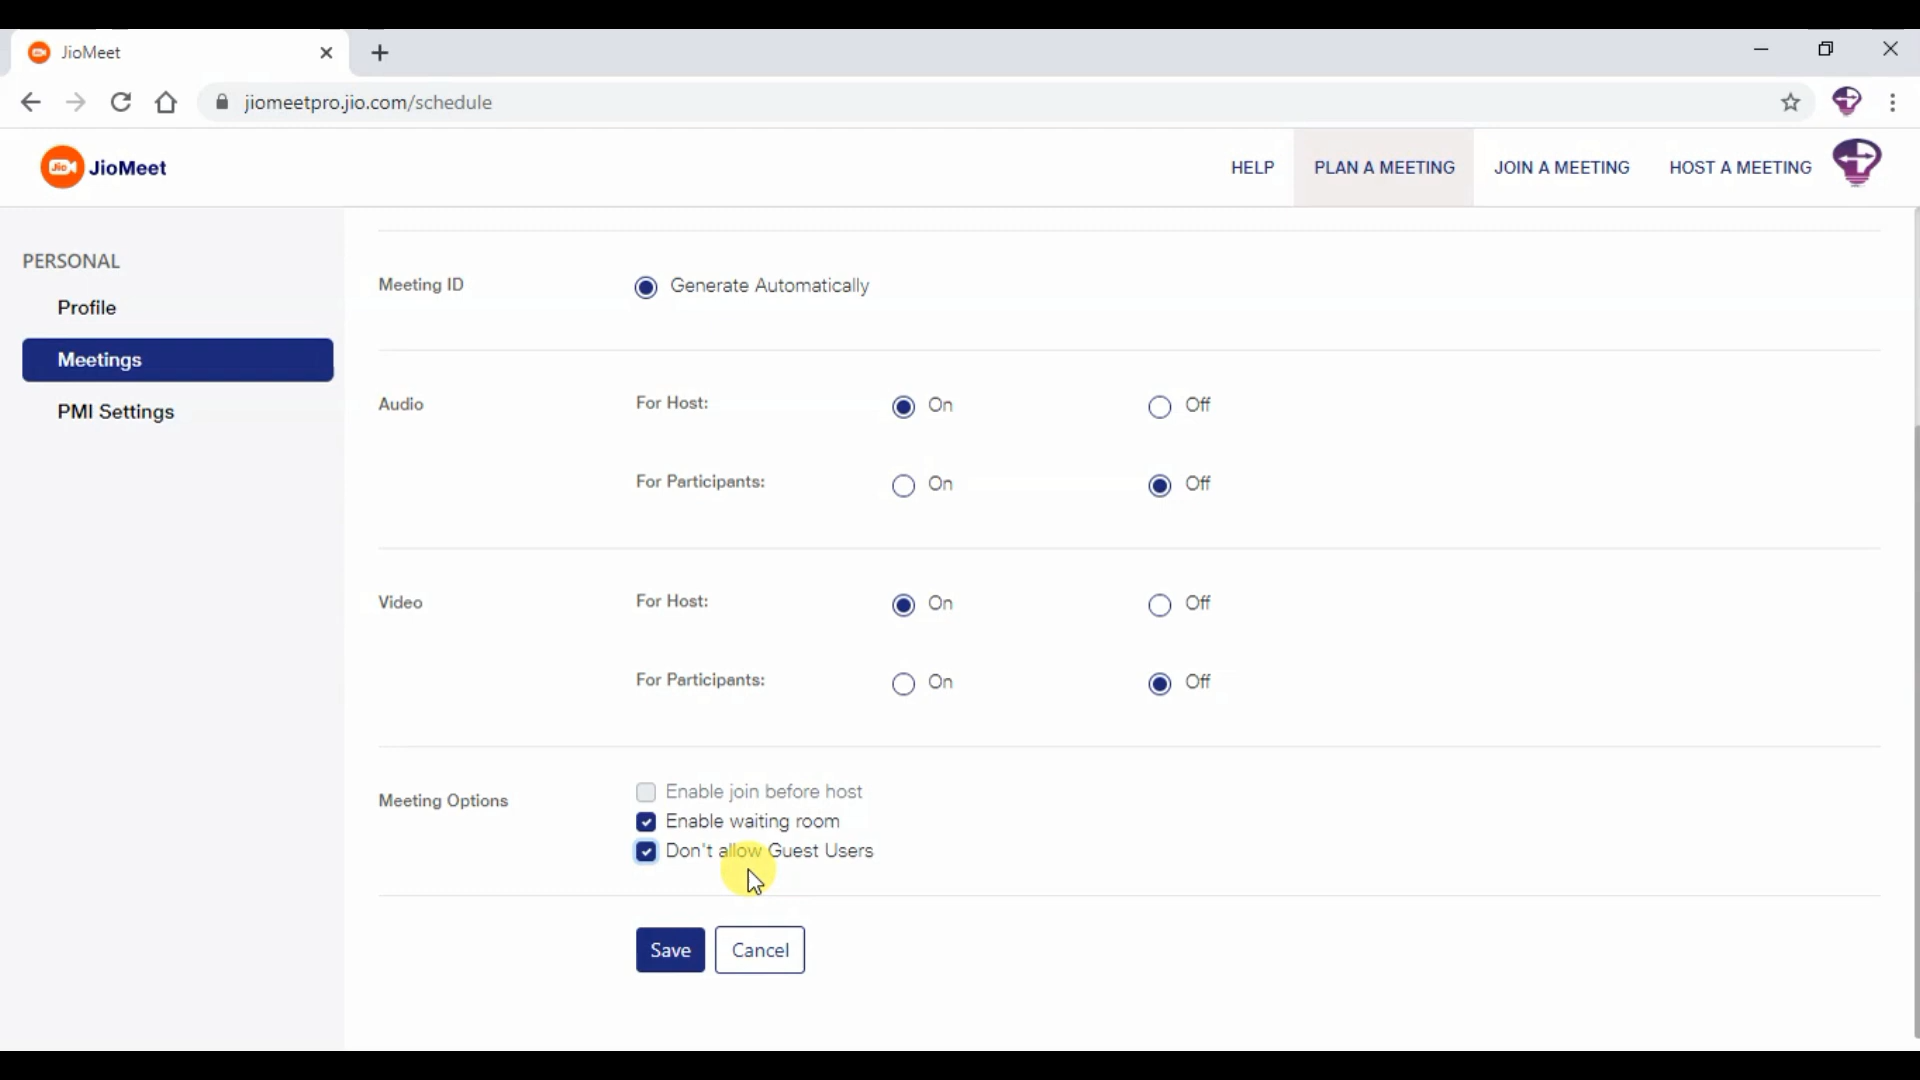 JioMeet
jiomeetpro.jio.com/schedule
Jio JioMeet
HELP PLAN A MEETING JOIN A MEETING HOST A MEETING
PERSONAL
Profile
Meetings
PMI Settings
Meeting ID Generate Automatically
Audio For Host: On Off
For Participants: On Off
Video For Host: On Off
For Participants: On Off
Meeting Options Enable join before host
Enable waiting room
Don't allow Guest Users
Save Cancel